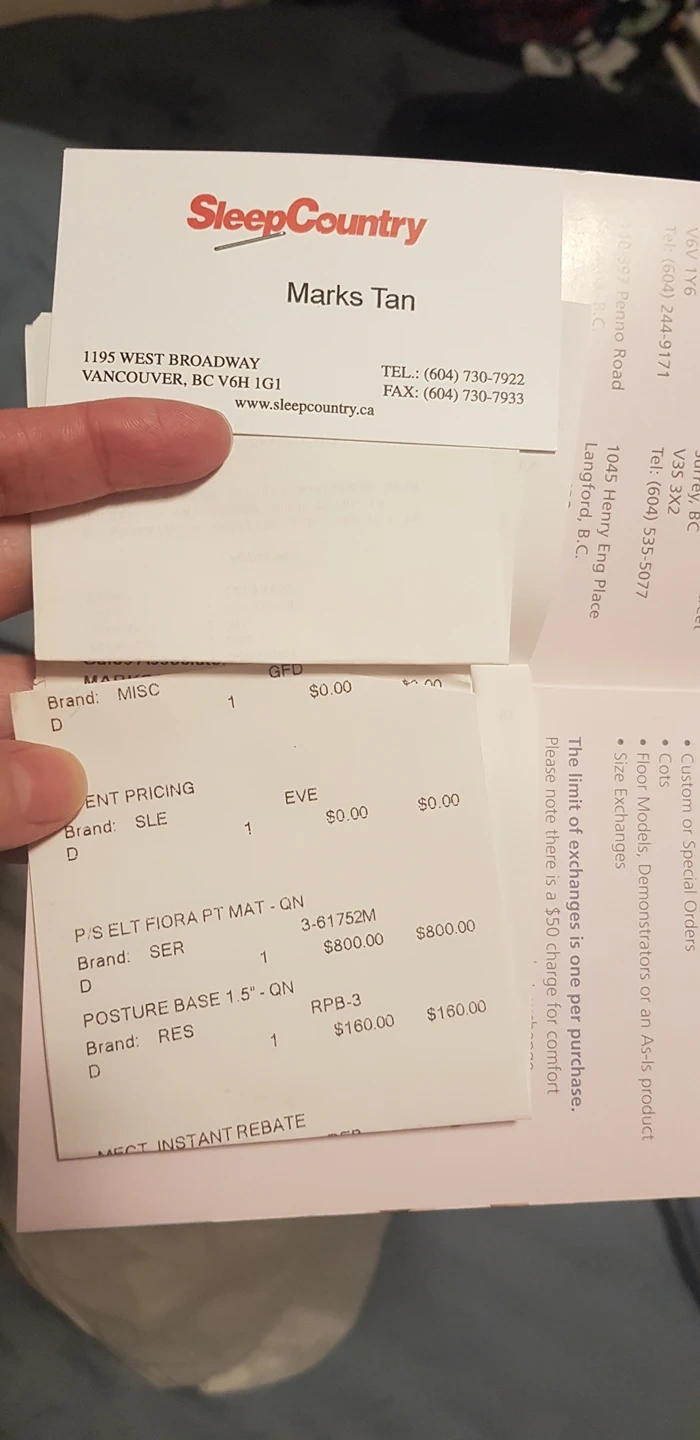 SleepCountry
Marks Tan
1195 WEST BROADWAY
VANCOUVER, BC V6H 1G1
TEL.: (604) 730-7922
FAX: (604) 730-7933
www.sleepcountry.ca
GFD
Brand: MISC 1 $0.00
D
ENT PRICING
EVE
Brand: SLE 1 $0.00 $0.00
D
P/S ELT FIORA PT MAT - QN
3-61752M
Brand: SER 1 $800.00 $800.00
D
POSTURE BASE 1.5" - QN
RPB-3
Brand: RES 1 $160.00 $160.00
D
INSTANT REBATE
V6V 1Y6
Tel: (604) 244-9171
397 Penno Road
B.C.
Surrey, BC
V3S 3X2
Tel: (604) 535-5077
1045 Henry Eng Place
Langford, B.C.
• Custom or Special Orders
• Cots
• Floor Models, Demonstrators or an As-Is product
• Size Exchanges
The limit of exchanges is one per purchase.
Please note there is a $50 charge for comfort